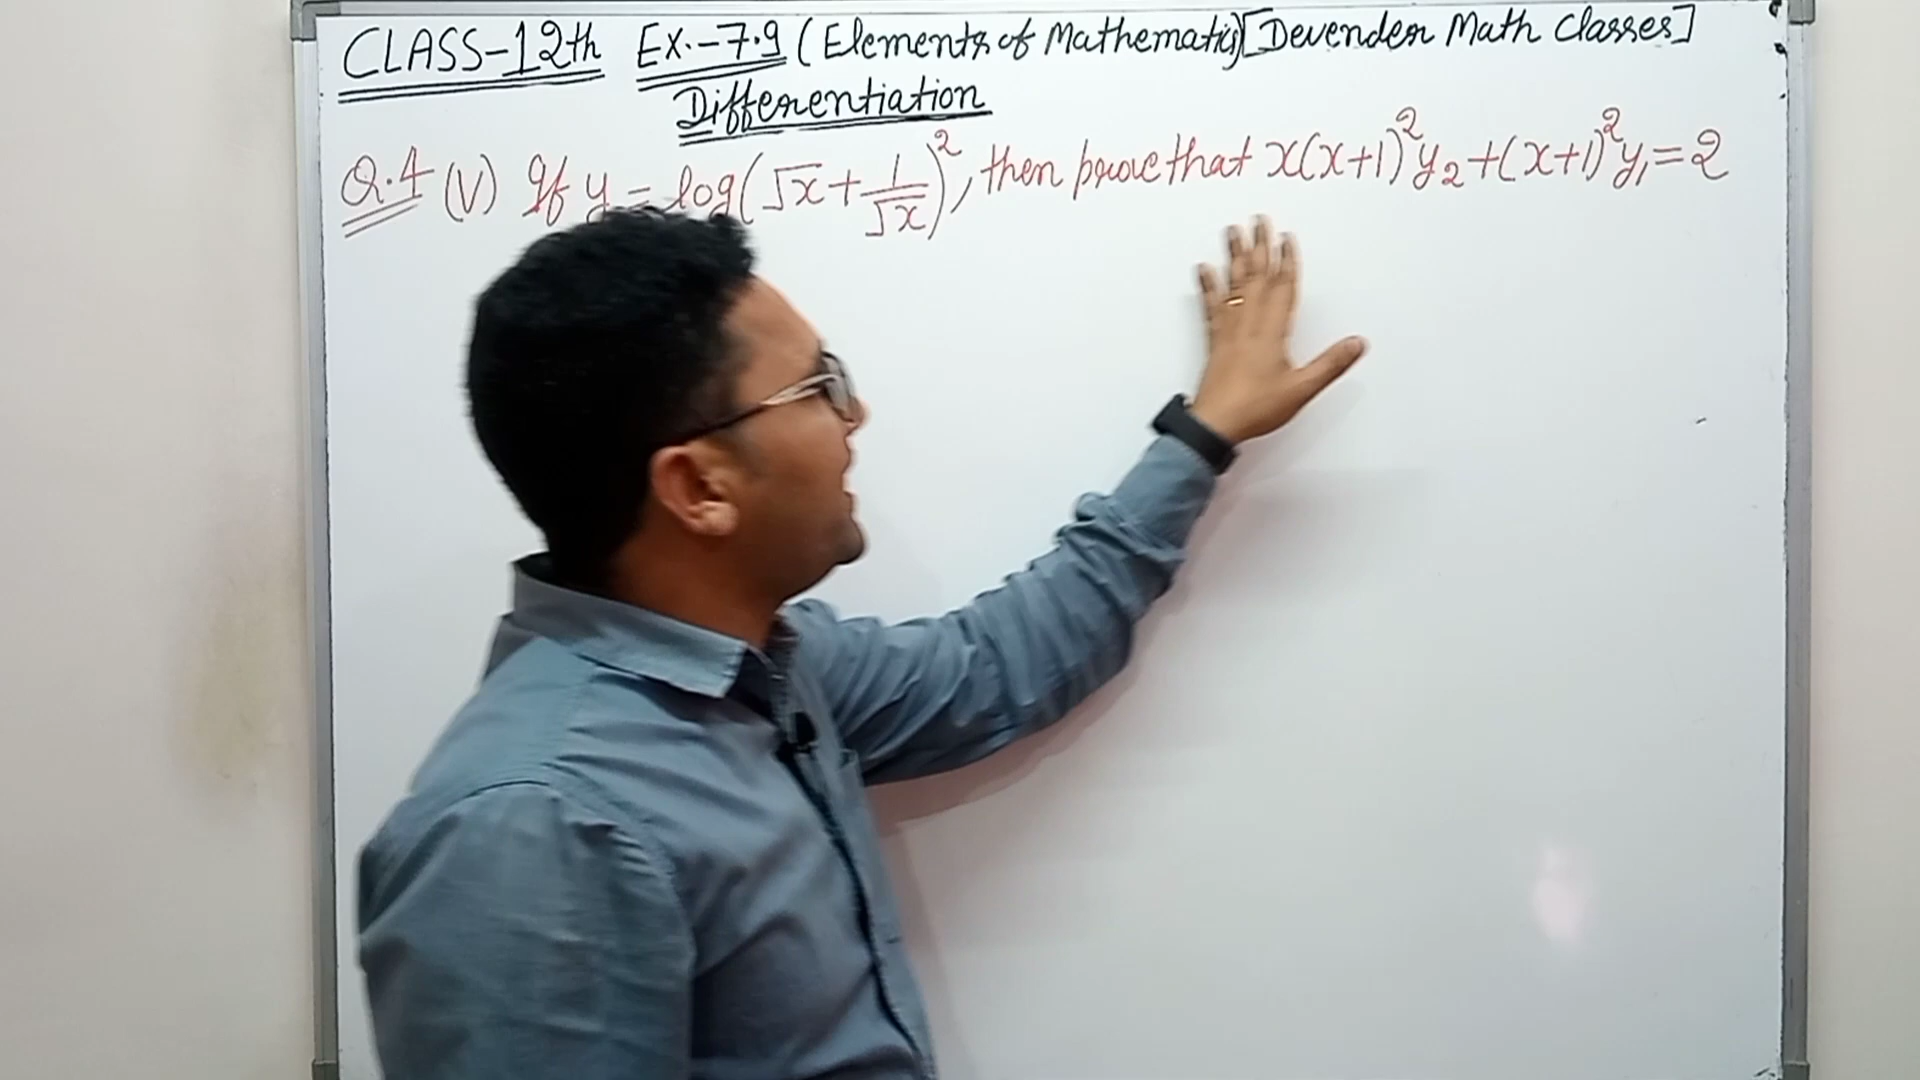 CLASS-12th Ex.-7.9 (Elements of Mathematics) [Devender Math Classes]
Differentiation
Q.4 (V) If y = log(√x + 1/√x)², then prove that x(x+1)²y₂ + (x+1)²y₁ = 2